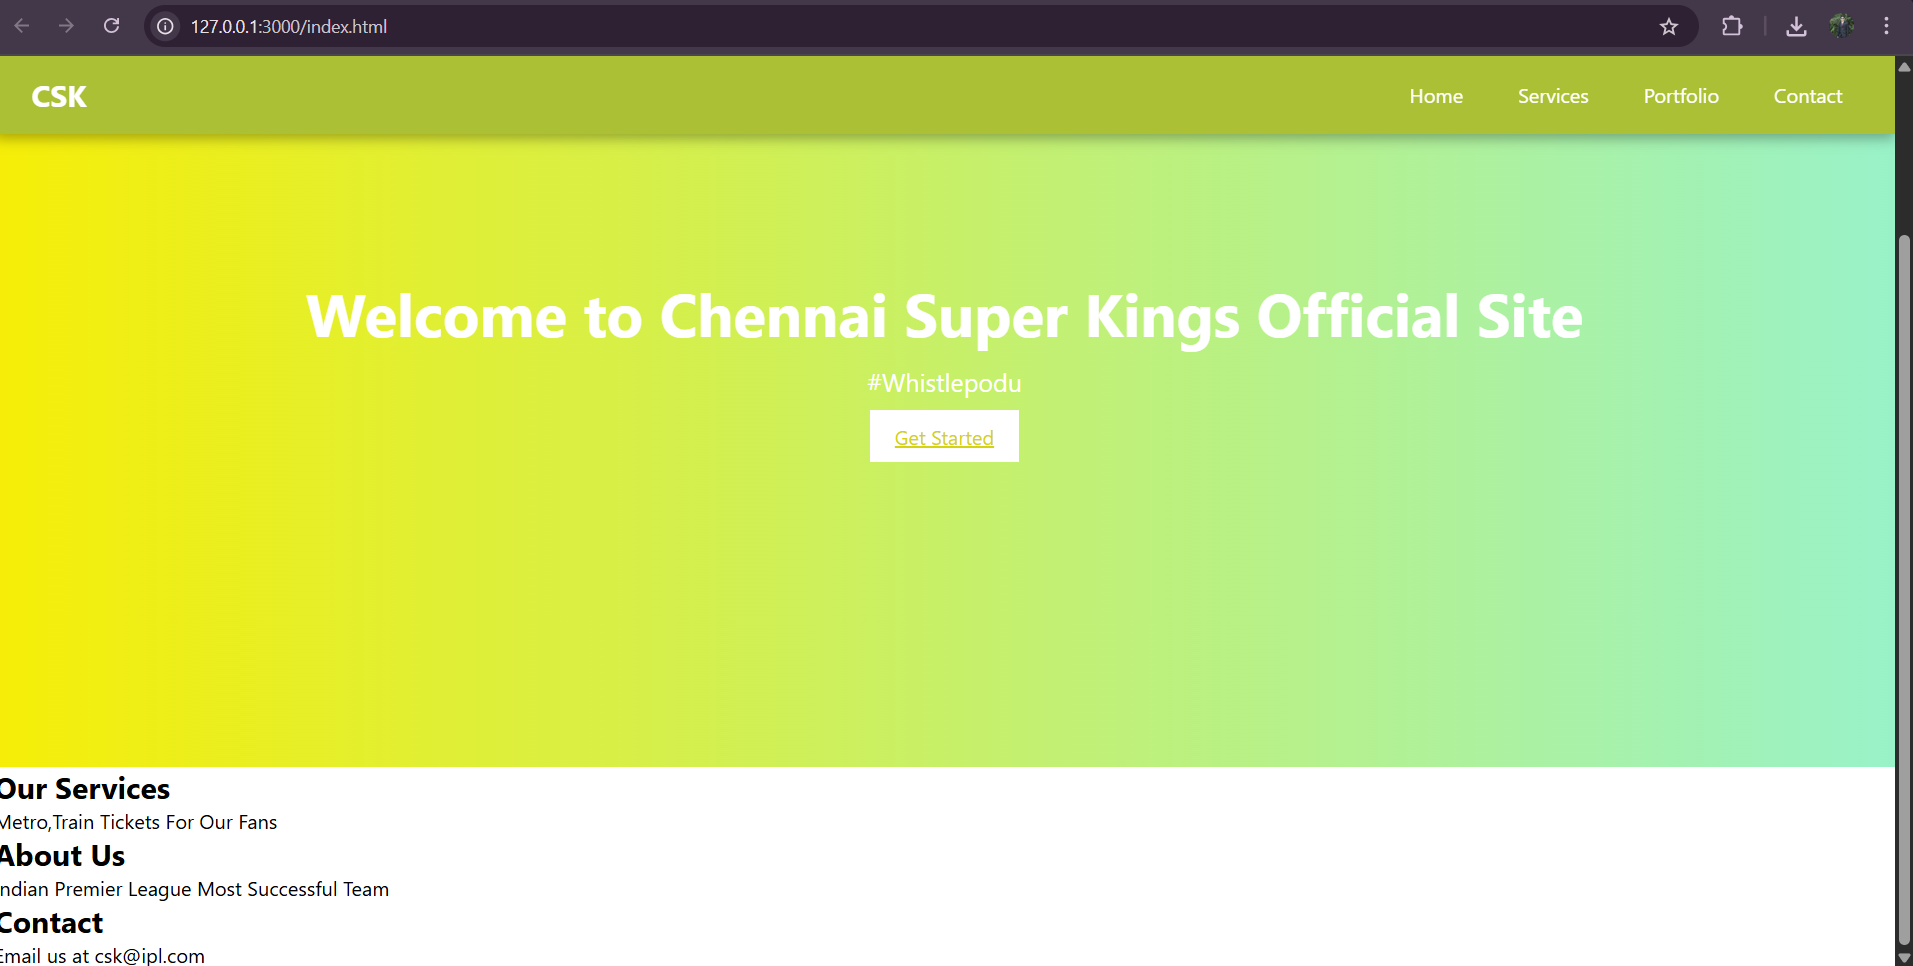 127.0.0.1:3000/index.html
CSK
Home Services Portfolio Contact
Welcome to Chennai Super Kings Official Site
#Whistlepodu
Get Started
Our Services
Metro,Train Tickets For Our Fans
About Us
Indian Premier League Most Successful Team
Contact
Email us at csk@ipl.com